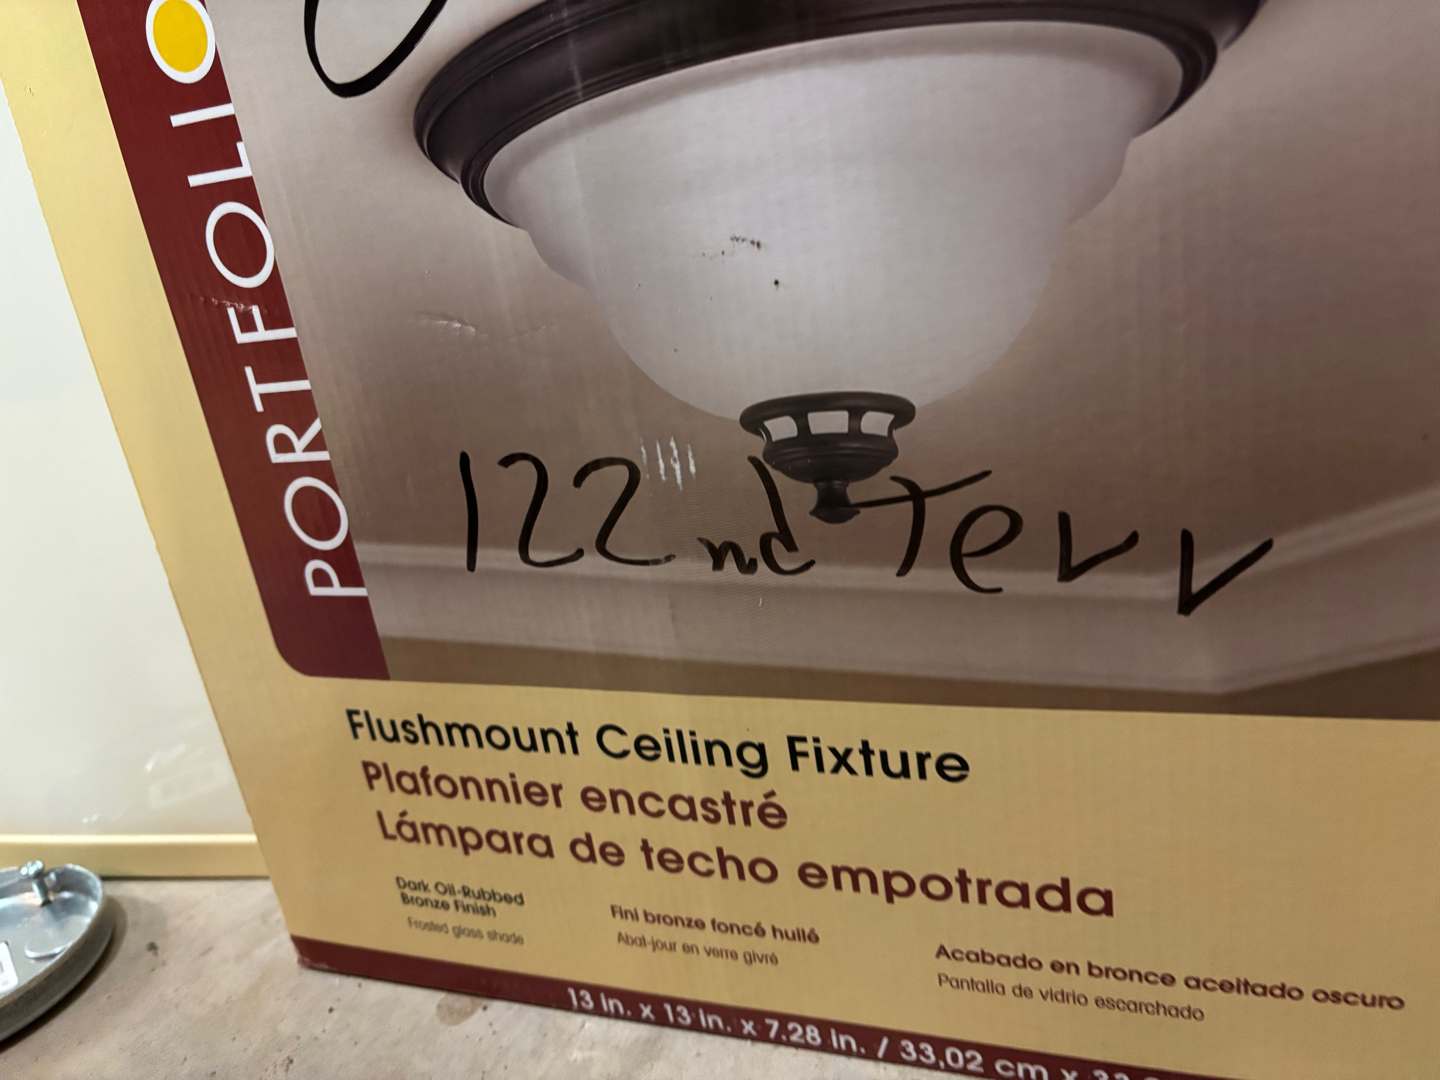 PORTFOLIO
122nd Terr
Flushmount Ceiling Fixture
Plafonnier encastré
Lámpara de techo empotrada
Dark Oil-Rubbed
Bronze Finish
Frosted glass shade
Fini bronze foncé huilé
Abat-jour en verre givré
Acabado en bronce aceitado oscuro
Pantalla de vidrio escarchado
13 in. x 13 in. x 7.28 in. / 33,02 cm x